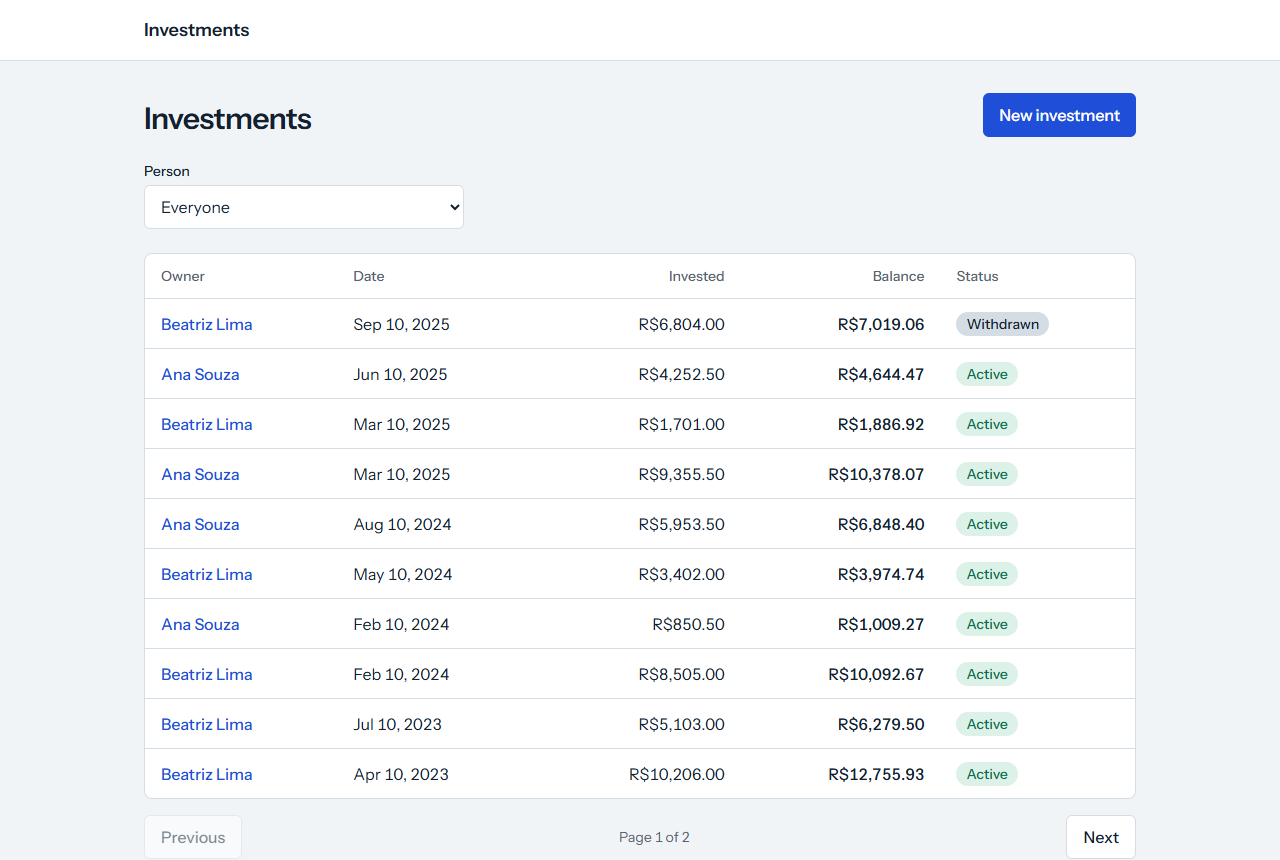 Investments
Investments
New investment
Person
Everyone
Owner Date Invested Balance Status
Beatriz Lima Sep 10, 2025 R$6,804.00 R$7,019.06 Withdrawn
Ana Souza Jun 10, 2025 R$4,252.50 R$4,644.47 Active
Beatriz Lima Mar 10, 2025 R$1,701.00 R$1,886.92 Active
Ana Souza Mar 10, 2025 R$9,355.50 R$10,378.07 Active
Ana Souza Aug 10, 2024 R$5,953.50 R$6,848.40 Active
Beatriz Lima May 10, 2024 R$3,402.00 R$3,974.74 Active
Ana Souza Feb 10, 2024 R$850.50 R$1,009.27 Active
Beatriz Lima Feb 10, 2024 R$8,505.00 R$10,092.67 Active
Beatriz Lima Jul 10, 2023 R$5,103.00 R$6,279.50 Active
Beatriz Lima Apr 10, 2023 R$10,206.00 R$12,755.93 Active
Previous Page 1 of 2 Next